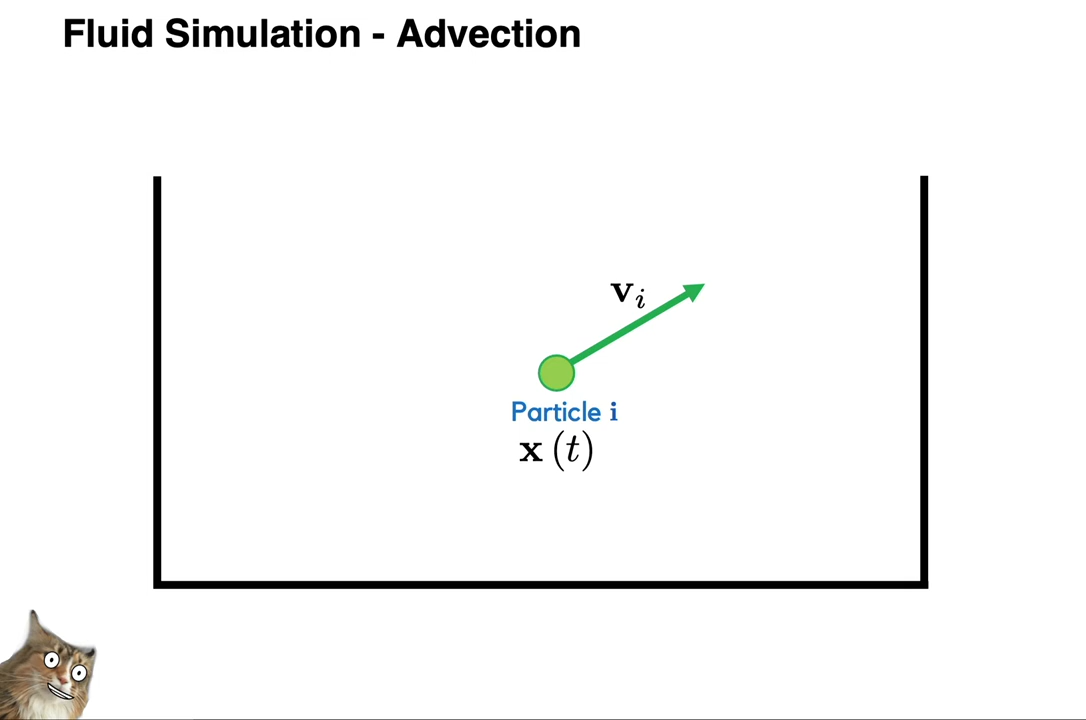 Fluid Simulation - Advection
v_i
Particle i
x (t)